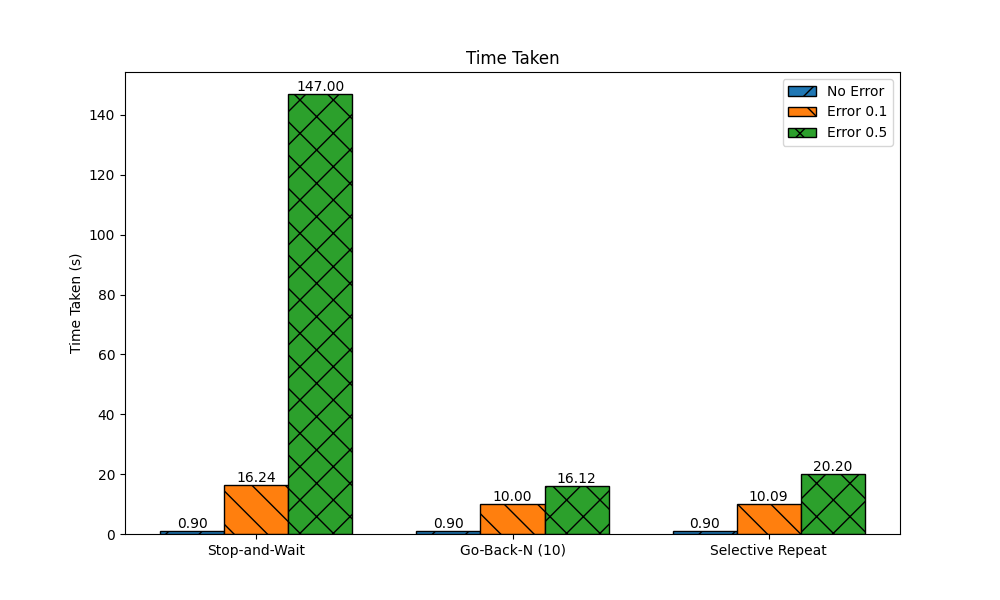 Time Taken
No Error
Error 0.1
Error 0.5
Time Taken (s)
140
120
100
80
60
40
20
0
147.00
16.24
0.90
0.90
10.00
16.12
0.90
10.09
20.20
Stop-and-Wait
Go-Back-N (10)
Selective Repeat